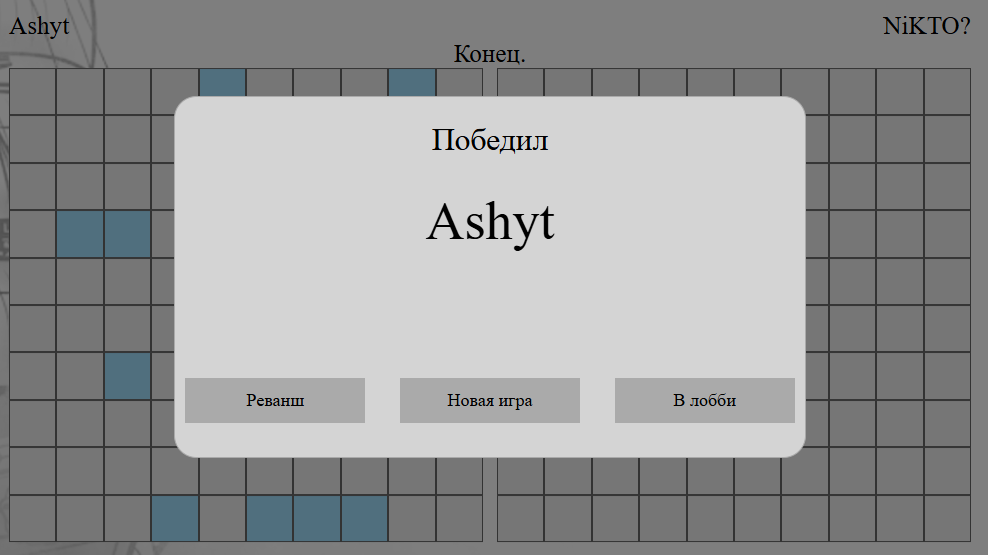 Ashyt
NiKTO?
Конец.
Победил
Ashyt
Реванш
Новая игра
В лобби